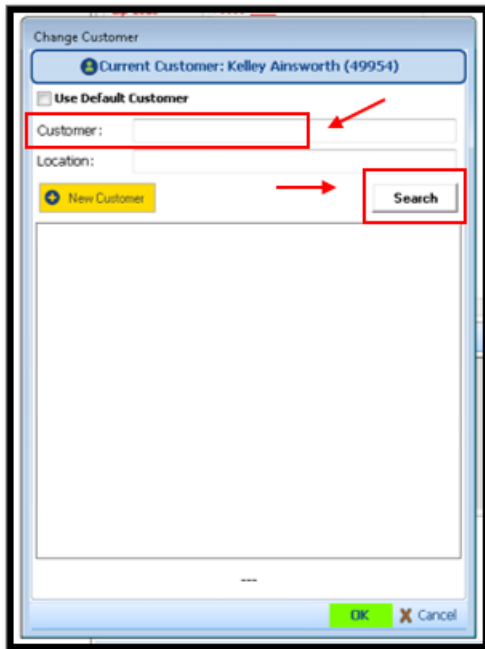 Change Customer
Current Customer: Kelley Ainsworth (49954)
Use Default Customer
Customer:
Location:
New Customer
Search
---
OK
Cancel